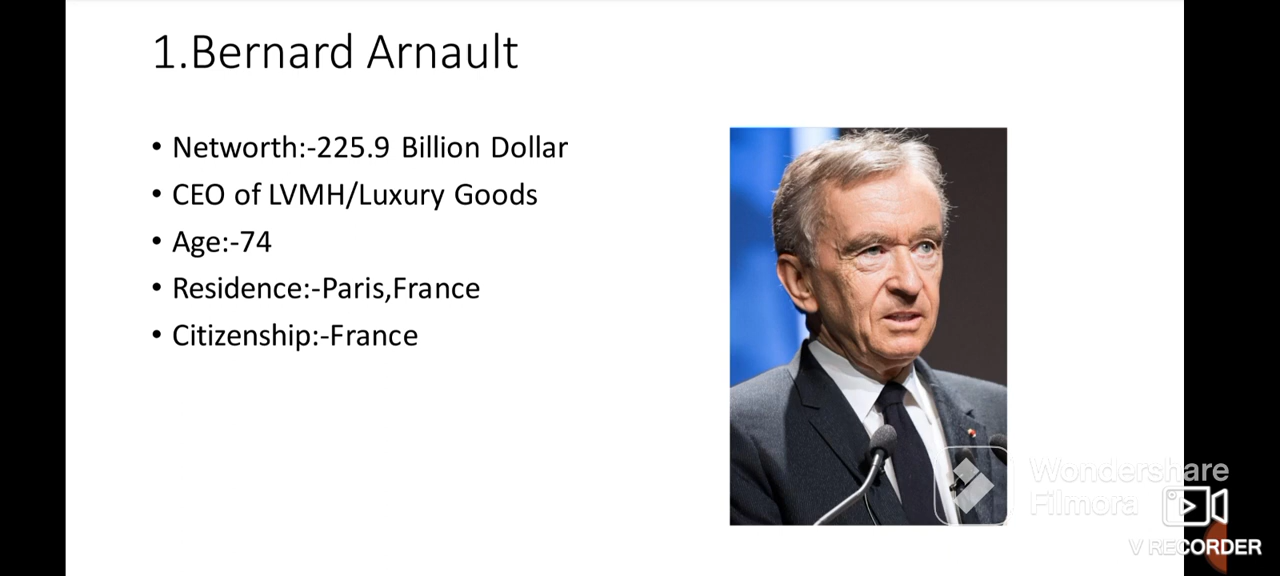 1.Bernard Arnault
• Networth:-225.9 Billion Dollar
• CEO of LVMH/Luxury Goods
• Age:-74
• Residence:-Paris,France
• Citizenship:-France
Wondershare
Filmora
V RECORDER